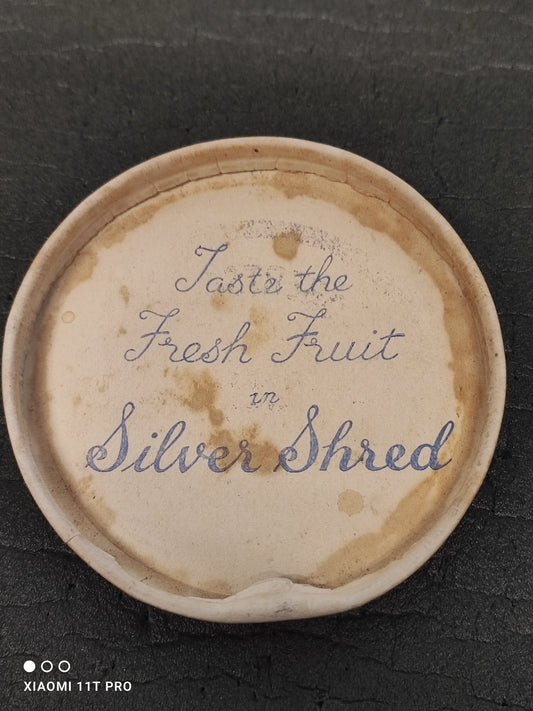 Taste the
Fresh Fruit
in
Silver Shred
XIAOMI 11T PRO